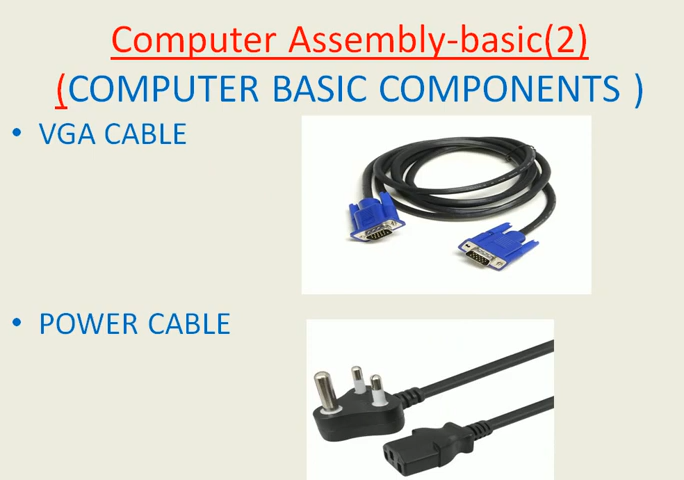 Computer Assembly-basic(2)
(COMPUTER BASIC COMPONENTS )
• VGA CABLE
• POWER CABLE